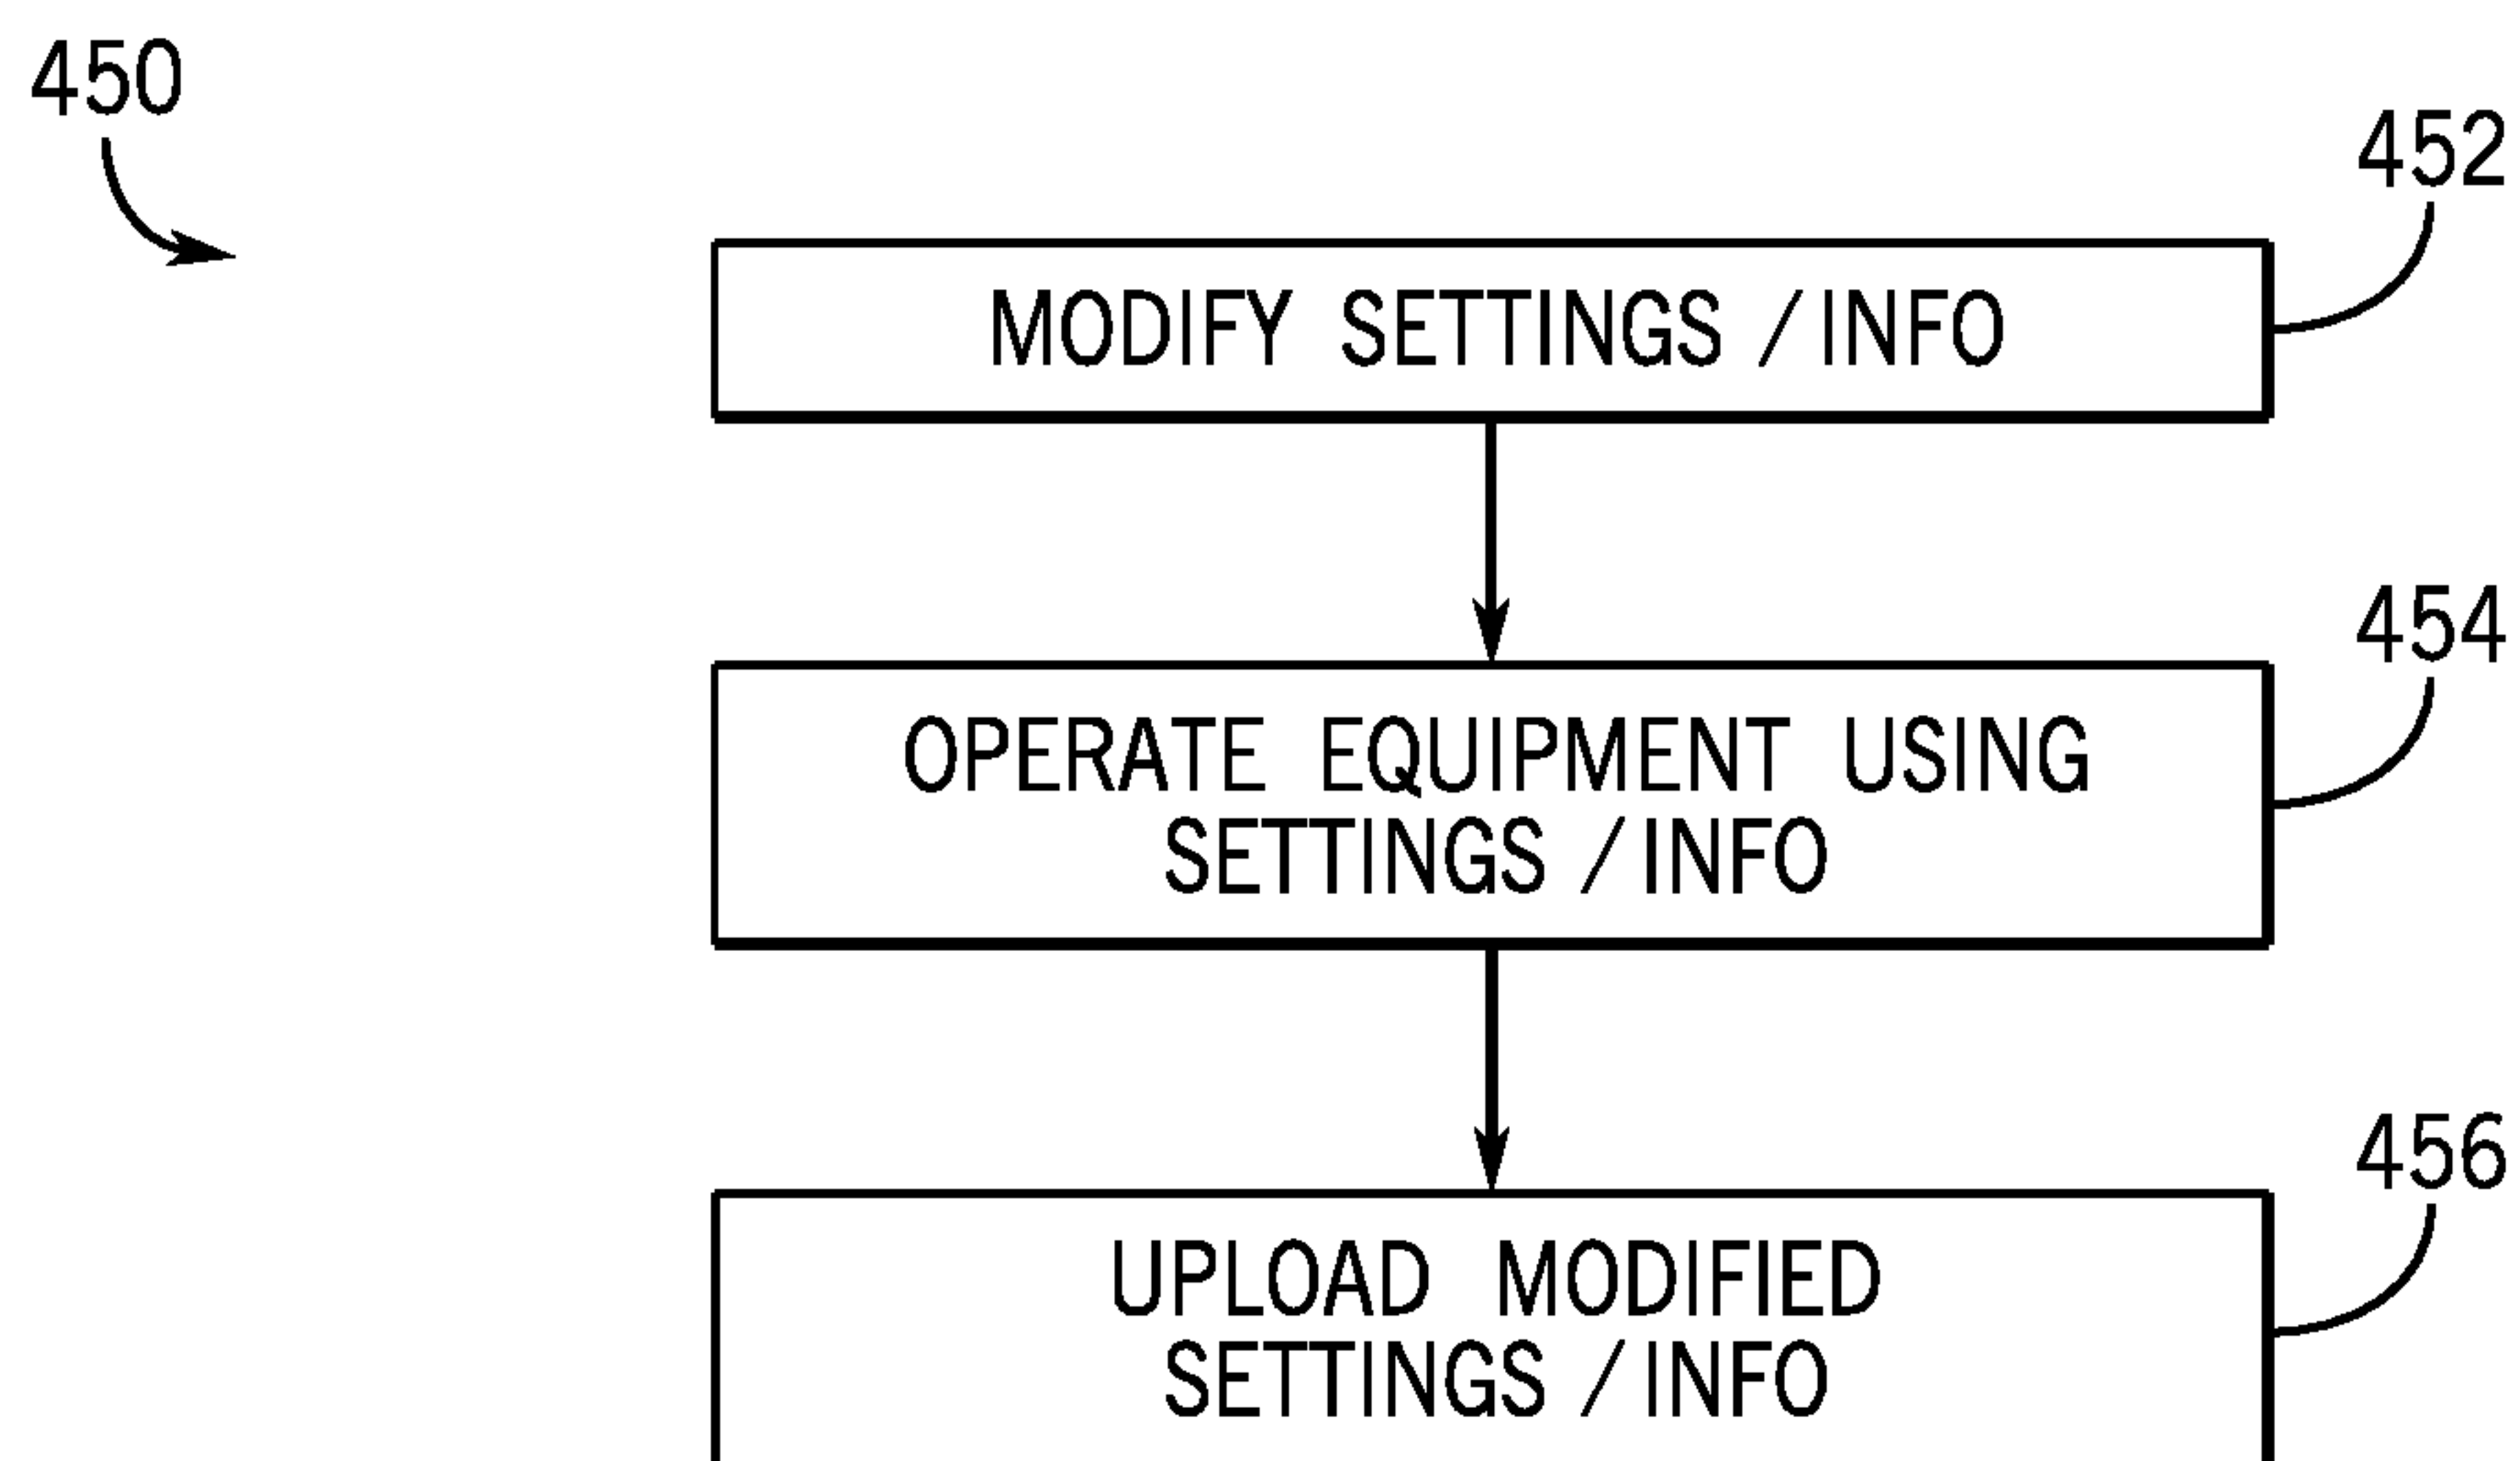 450
452
MODIFY SETTINGS /INFO
454
OPERATE EQUIPMENT USING
SETTINGS /INFO
456
UPLOAD MODIFIED
SETTINGS /INFO